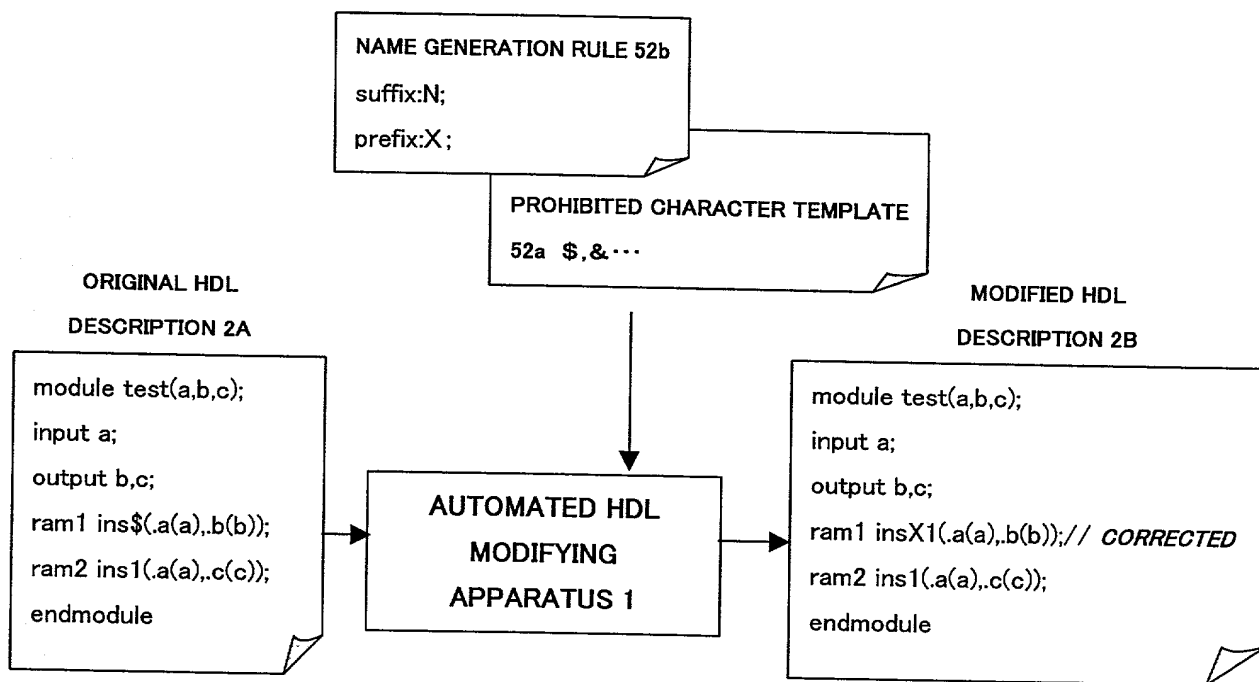 NAME GENERATION RULE 52b
suffix:N;
prefix:X;
PROHIBITED CHARACTER TEMPLATE
52a $,&···
ORIGINAL HDL
DESCRIPTION 2A
module test(a,b,c);
input a;
output b,c;
ram1 ins$(.a(a),.b(b));
ram2 ins1(.a(a),.c(c));
endmodule
AUTOMATED HDL
MODIFYING
APPARATUS 1
MODIFIED HDL
DESCRIPTION 2B
module test(a,b,c);
input a;
output b,c;
ram1 insX1(.a(a),.b(b));// CORRECTED
ram2 ins1(.a(a),.c(c));
endmodule